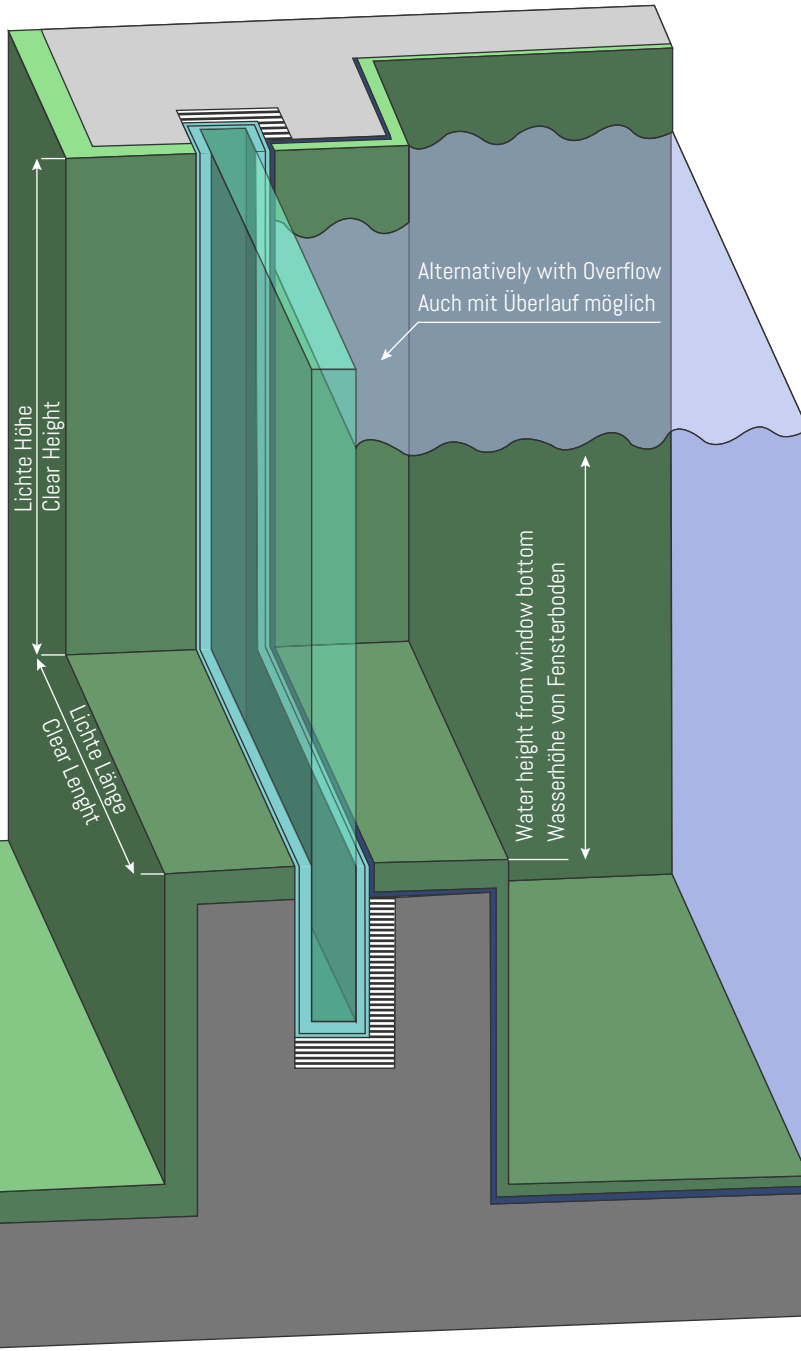 Alternatively with Overflow
Auch mit Überlauf möglich
Lichte Höhe
Clear Height
Lichte Länge
Clear Lenght
Water height from window bottom
Wasserhöhe von Fensterboden